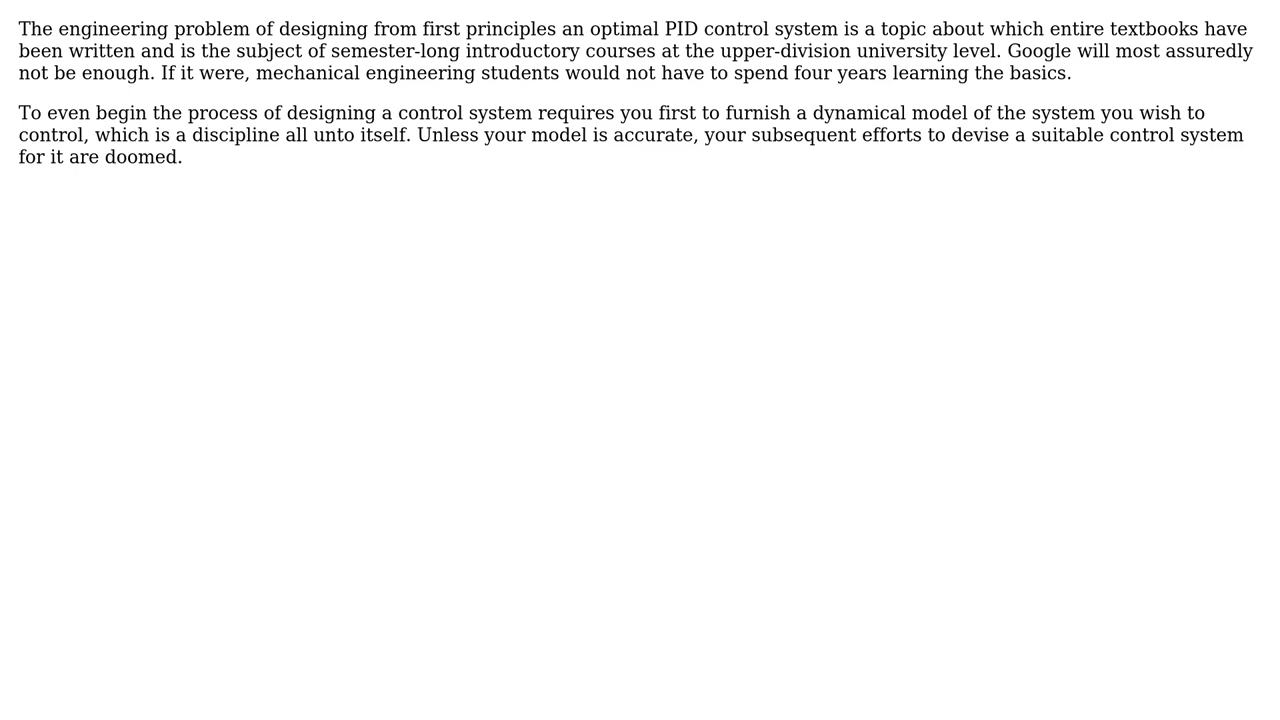 The engineering problem of designing from first principles an optimal PID control system is a topic about which entire textbooks have
been written and is the subject of semester-long introductory courses at the upper-division university level. Google will most assuredly
not be enough. If it were, mechanical engineering students would not have to spend four years learning the basics.
To even begin the process of designing a control system requires you first to furnish a dynamical model of the system you wish to
control, which is a discipline all unto itself. Unless your model is accurate, your subsequent efforts to devise a suitable control system
for it are doomed.